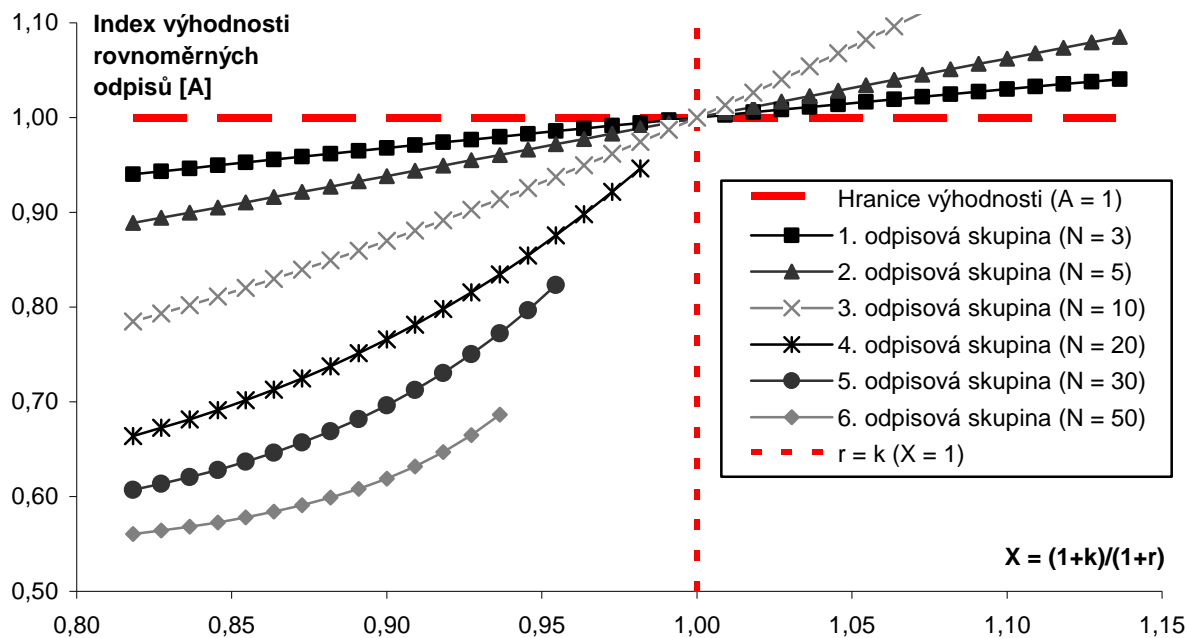 Index výhodnosti
rovnoměrných
odpisů [A]
1,10
1,00
0,90
0,80
0,70
0,60
0,50
Hranice výhodnosti (A = 1)
1. odpisová skupina (N = 3)
2. odpisová skupina (N = 5)
3. odpisová skupina (N = 10)
4. odpisová skupina (N = 20)
5. odpisová skupina (N = 30)
6. odpisová skupina (N = 50)
r = k (X = 1)
X = (1+k)/(1+r)
0,80 0,85 0,90 0,95 1,00 1,05 1,10 1,15